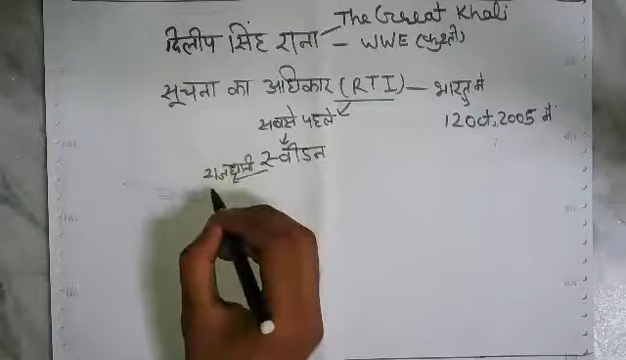 The Great Khali
दिलीप सिंह राना - WWE (कुश्ती)
सूचना का अधिकार (RTI) - भारत में
सबसे पहले 12 Oct, 2005 में
राजधानी स्वीडन